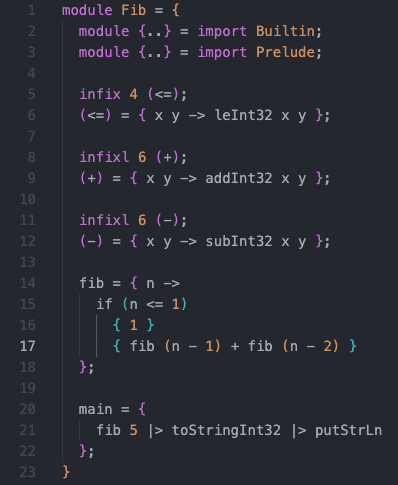 1 module Fib = {
2   module {..} = import Builtin;
3   module {..} = import Prelude;
4
5   infix 4 (<=);
6   (<=) = { x y -> leInt32 x y };
7
8   infixl 6 (+);
9   (+) = { x y -> addInt32 x y };
10
11   infixl 6 (-);
12   (-) = { x y -> subInt32 x y };
13
14   fib = { n ->
15     if (n <= 1)
16       { 1 }
17       { fib (n - 1) + fib (n - 2) }
18   };
19
20   main = {
21     fib 5 |> toStringInt32 |> putStrLn
22   };
23 }